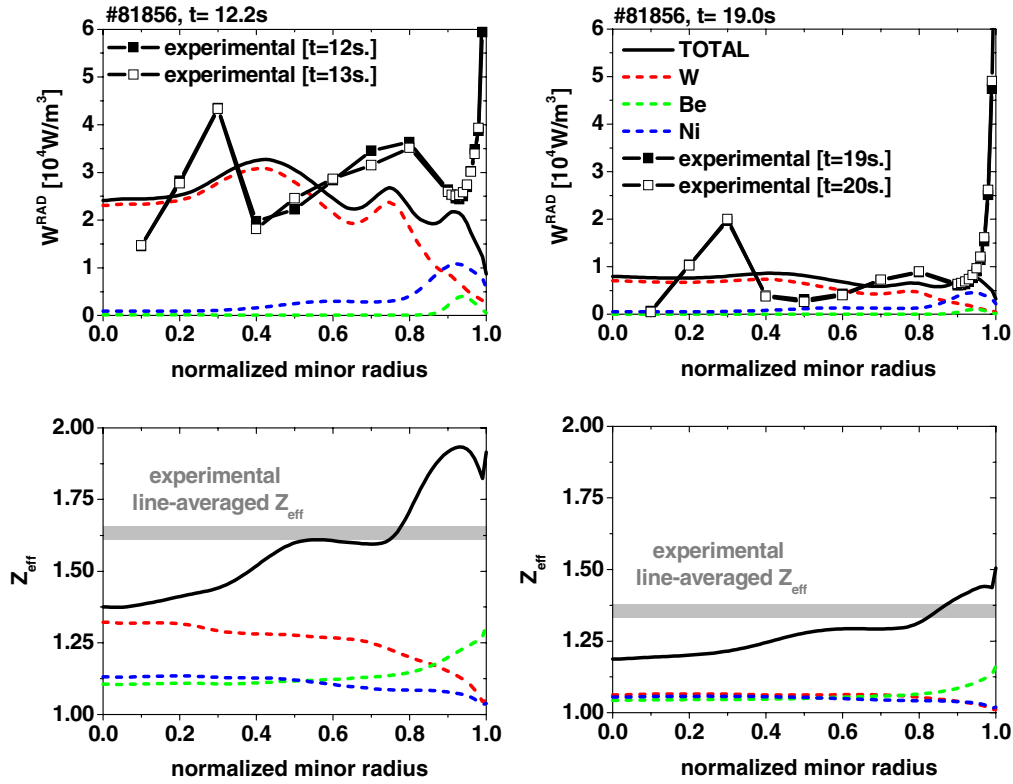 #81856, t= 12.2s
6
5
4
3
2
1
0
W^RAD [10^4W/m^3]
experimental [t=12s.]
experimental [t=13s.]
0.0 0.2 0.4 0.6 0.8 1.0
normalized minor radius
#81856, t= 19.0s
6
5
4
3
2
1
0
W^RAD [10^4W/m^3]
TOTAL
W
Be
Ni
experimental [t=19s.]
experimental [t=20s.]
0.0 0.2 0.4 0.6 0.8 1.0
normalized minor radius
2.00
1.75
1.50
1.25
1.00
Z_eff
experimental
line-averaged Z_eff
0.0 0.2 0.4 0.6 0.8 1.0
normalized minor radius
2.00
1.75
1.50
1.25
1.00
Z_eff
experimental
line-averaged Z_eff
0.0 0.2 0.4 0.6 0.8 1.0
normalized minor radius